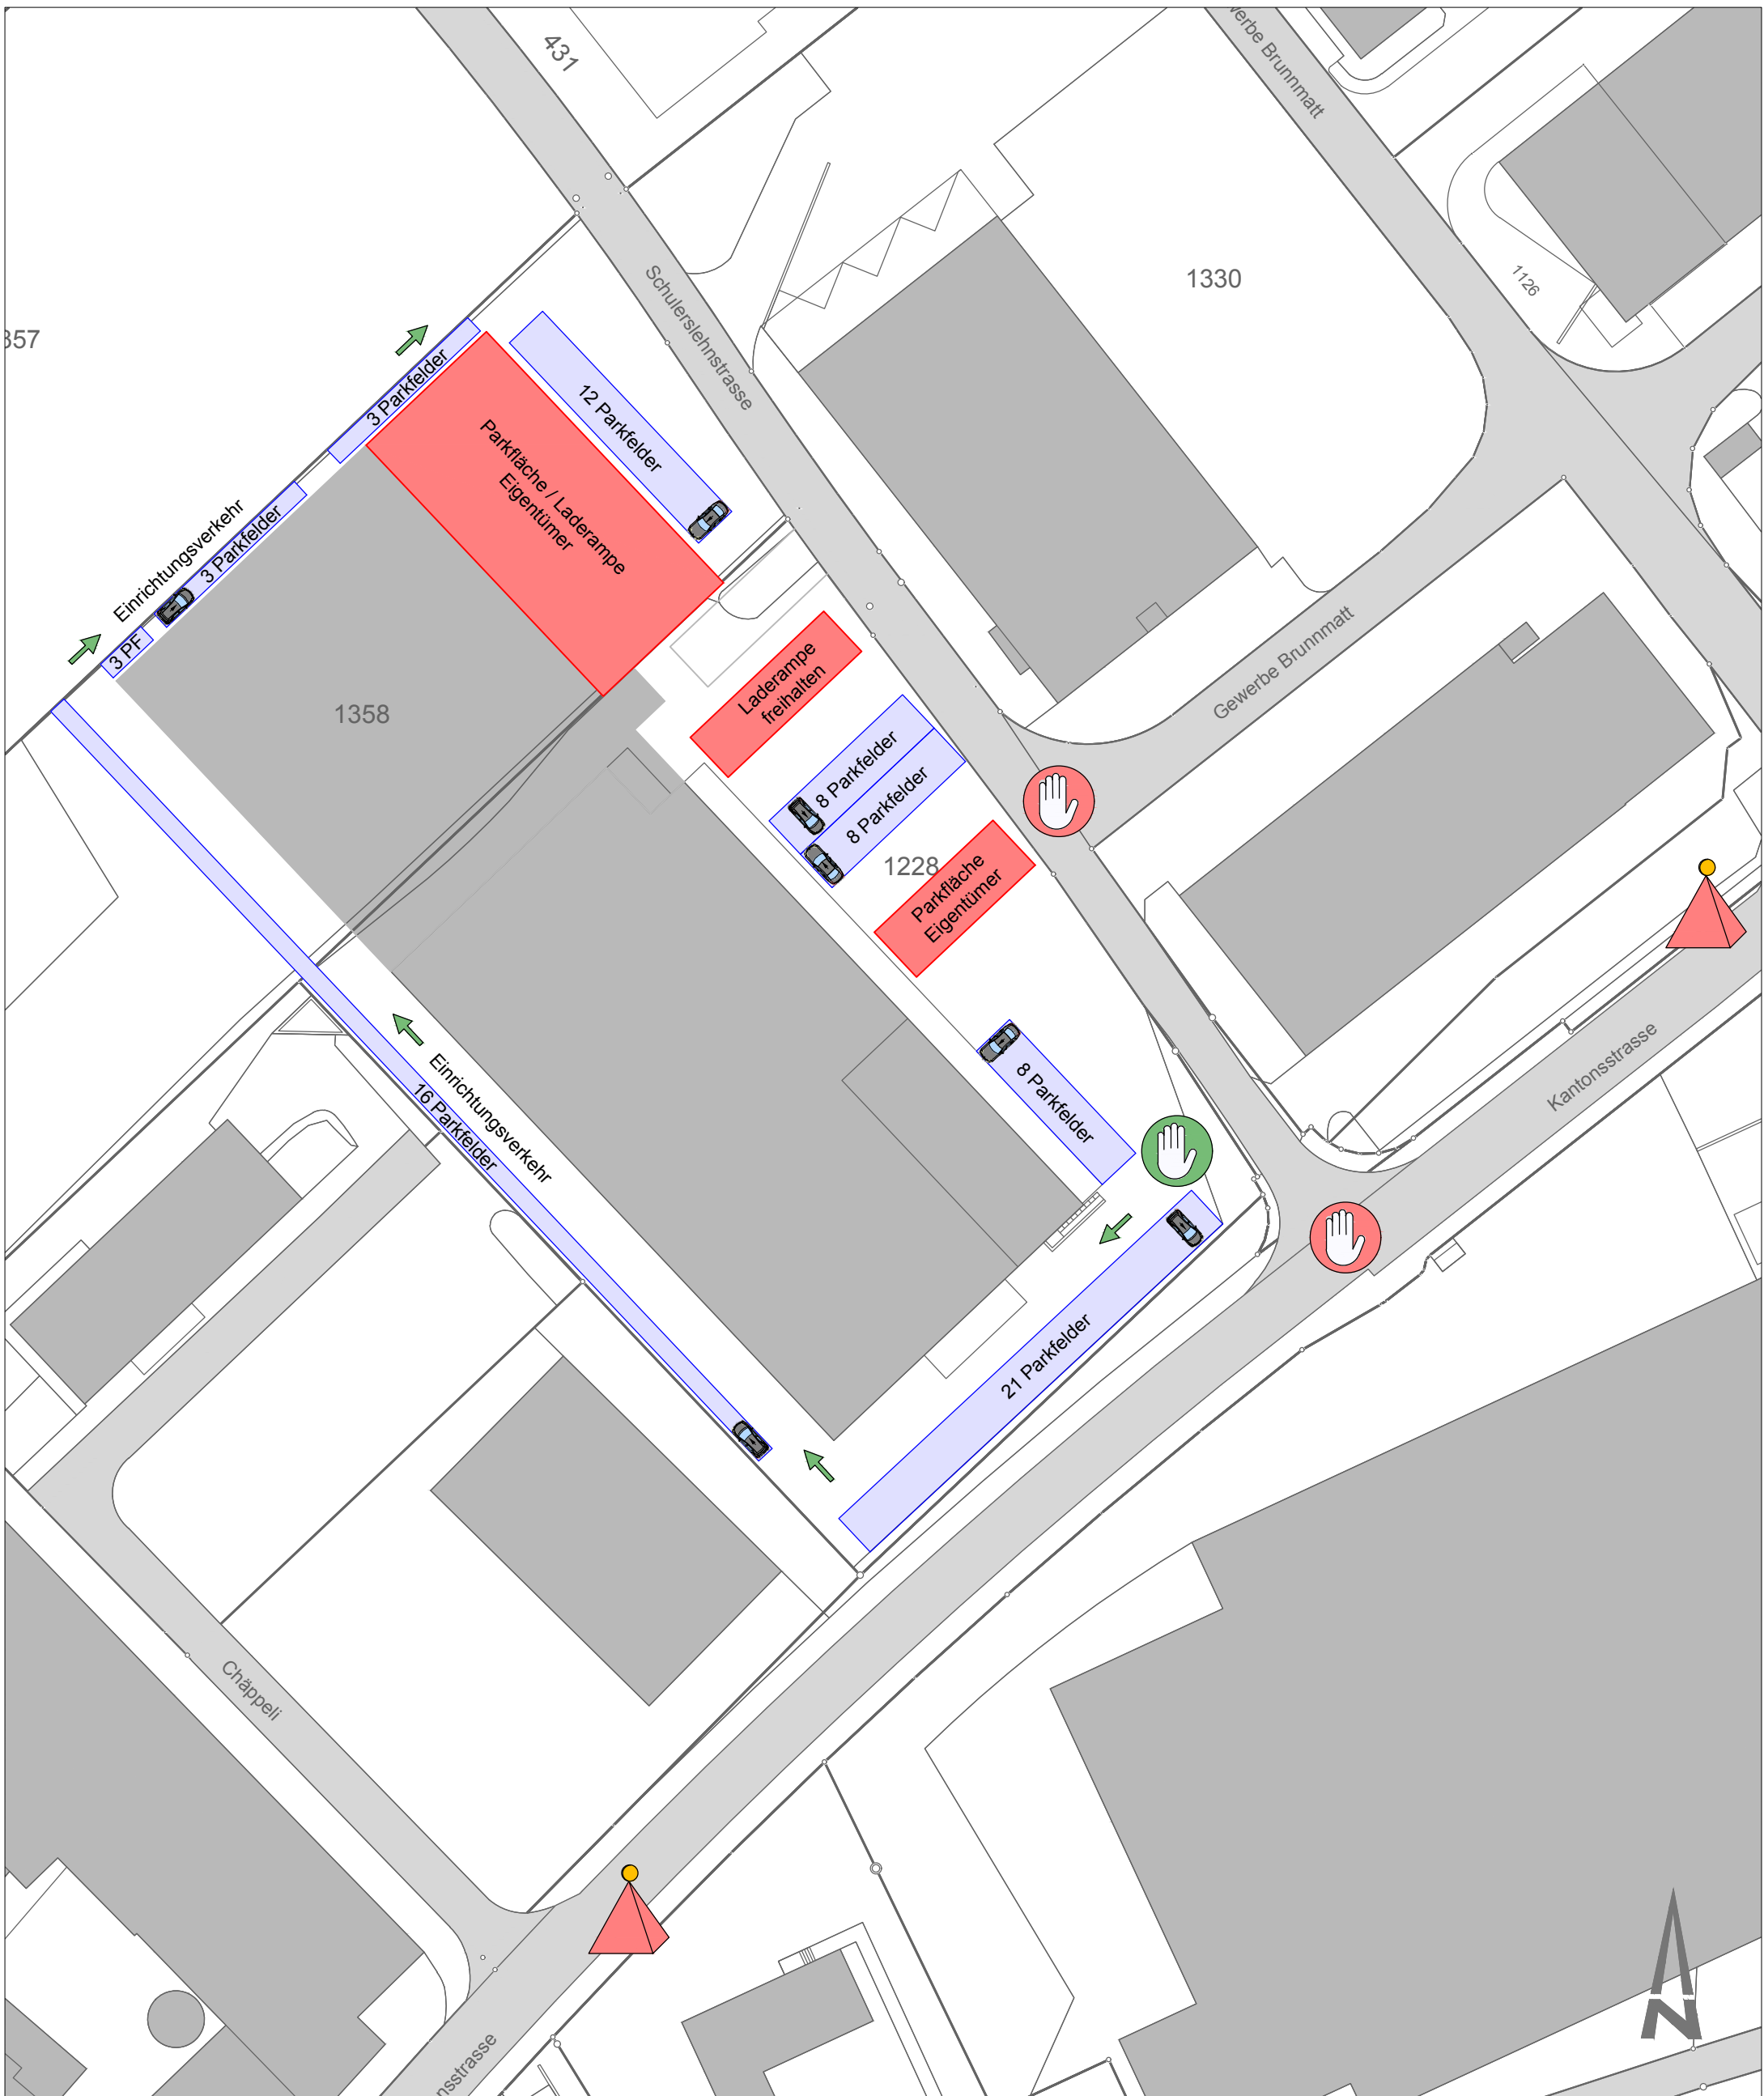 431
Gewerbe Brunnmatt
1330
1126
357
Schulerslehnstrasse
3 Parkfelder
12 Parkfelder
Parkfläche / Laderampe
Eigentümer
Einrichtungsverkehr
3 Parkfelder
3 PF
1358
Laderampe
freihalten
Gewerbe Brunnmatt
8 Parkfelder
8 Parkfelder
1228
Parkfläche
Eigentümer
Einrichtungsverkehr
16 Parkfelder
8 Parkfelder
Kantonsstrasse
21 Parkfelder
Chäppeli
nsstrasse
N